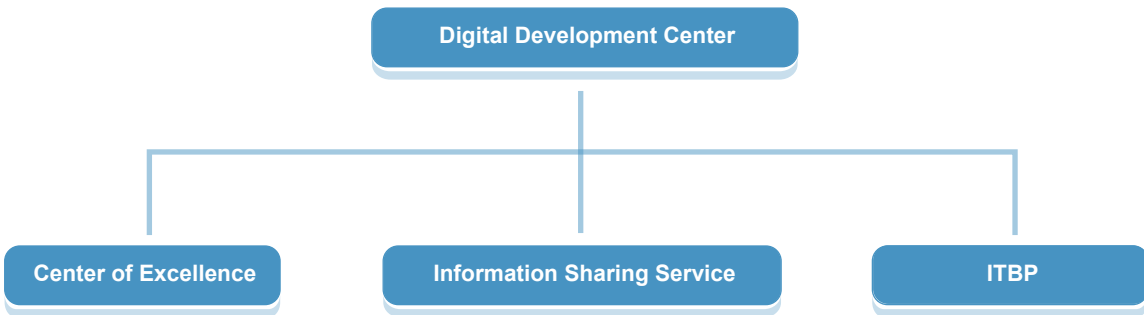 Digital Development Center
Center of Excellence
Information Sharing Service
ITBP